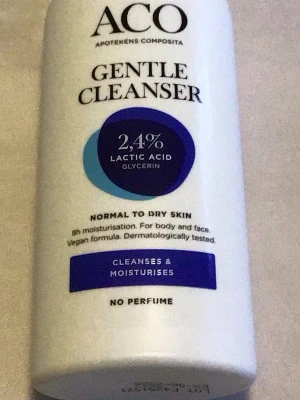 ACO
APOTEKENS COMPOSITA
GENTLE
CLEANSER
2,4%
LACTIC ACID
GLYCERIN
NORMAL TO DRY SKIN
8h moisturisation. For body and face.
Vegan formula. Dermatologically tested.
CLEANSES &
MOISTURISES
NO PERFUME